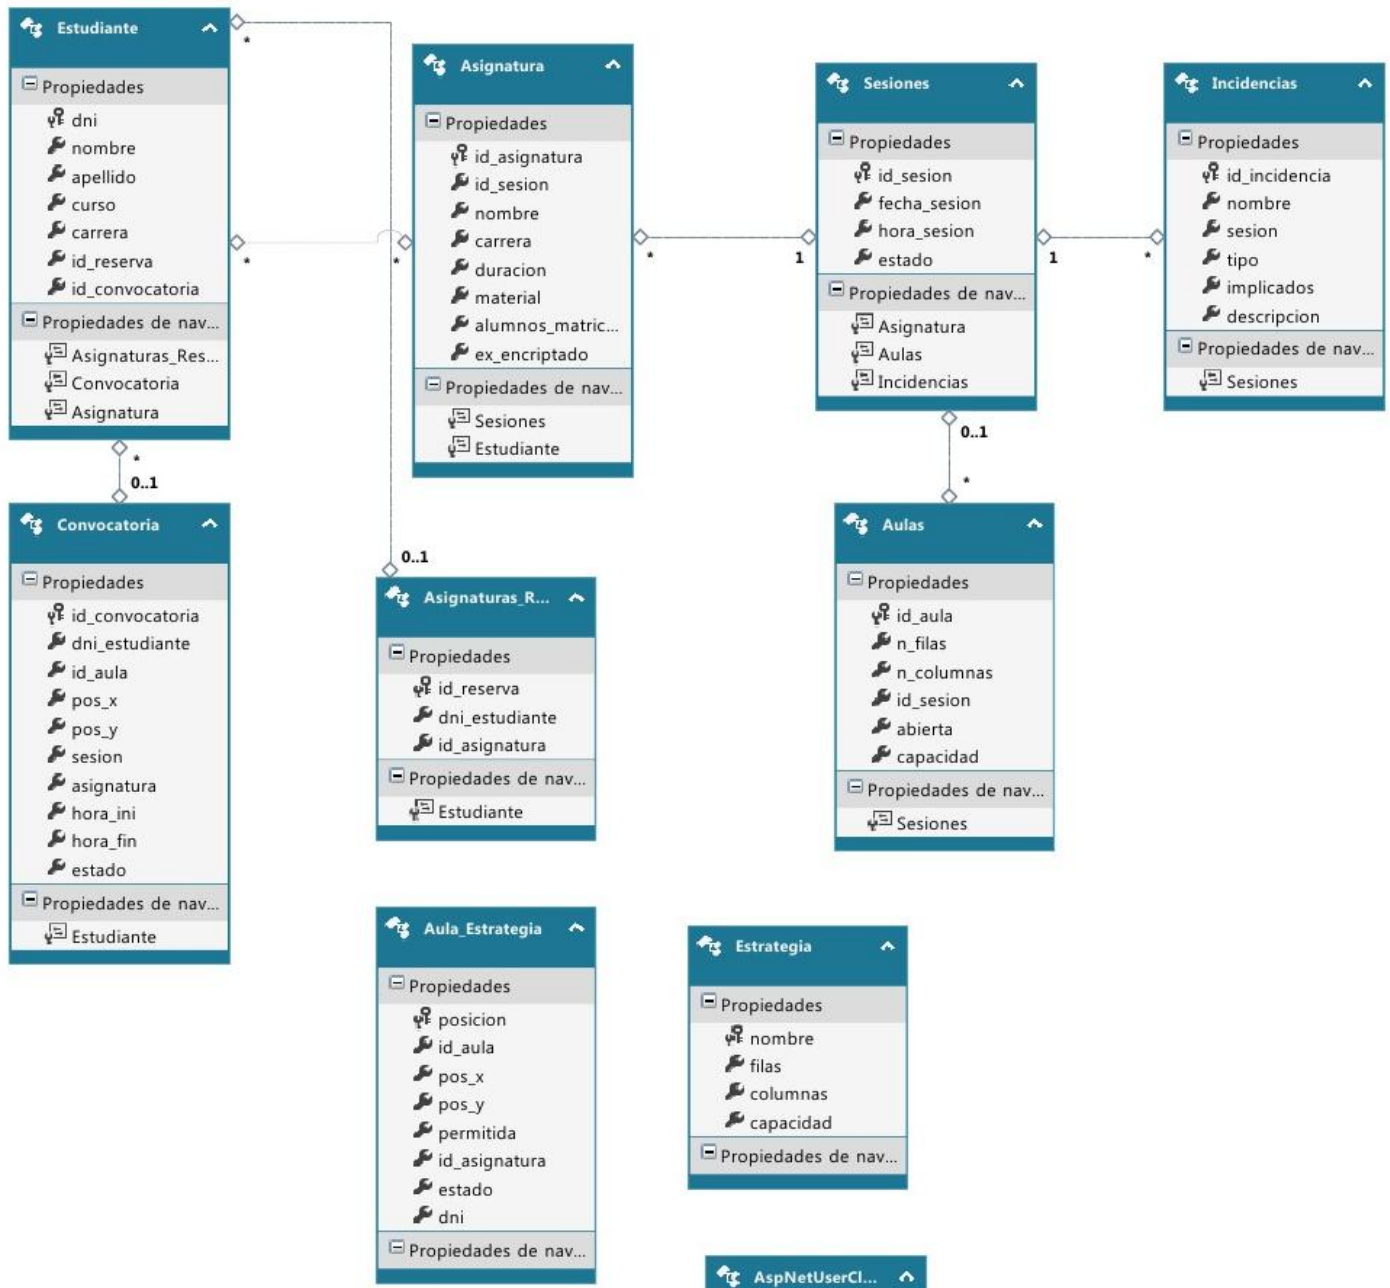 Estudiante
Propiedades
dni
nombre
apellido
curso
carrera
id_reserva
id_convocatoria
Propiedades de nav...
Asignaturas_Res...
Convocatoria
Asignatura
*
*
*
0..1
Asignatura
Propiedades
id_asignatura
id_sesion
nombre
carrera
duracion
material
alumnos_matric...
ex_encriptado
Propiedades de nav...
Sesiones
Estudiante
*
*
1
Sesiones
Propiedades
id_sesion
fecha_sesion
hora_sesion
estado
Propiedades de nav...
Asignatura
Aulas
Incidencias
1
*
0..1
*
Incidencias
Propiedades
id_incidencia
nombre
sesion
tipo
implicados
descripcion
Propiedades de nav...
Sesiones
Convocatoria
Propiedades
id_convocatoria
dni_estudiante
id_aula
pos_x
pos_y
sesion
asignatura
hora_ini
hora_fin
estado
Propiedades de nav...
Estudiante
0..1
Asignaturas_R...
Propiedades
id_reserva
dni_estudiante
id_asignatura
Propiedades de nav...
Estudiante
Aulas
Propiedades
id_aula
n_filas
n_columnas
id_sesion
abierta
capacidad
Propiedades de nav...
Sesiones
Aula_Estrategia
Propiedades
posicion
id_aula
pos_x
pos_y
permitida
id_asignatura
estado
dni
Propiedades de nav...
Estrategia
Propiedades
nombre
filas
columnas
capacidad
Propiedades de nav...
AspNetUserCl...